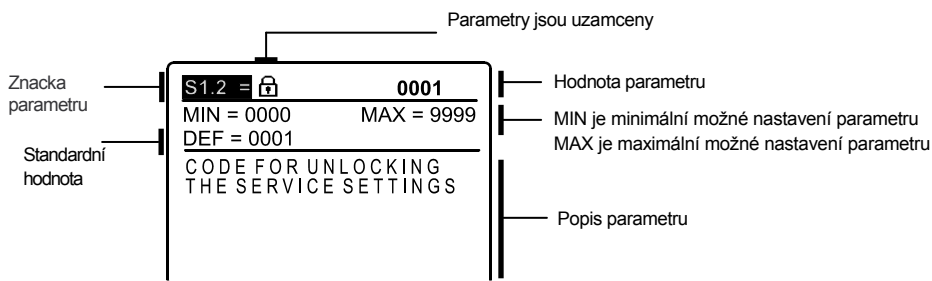 Parametry jsou uzamceny
Znacka
parametru
S1.2 = 0001
Hodnota parametru
MIN = 0000 MAX = 9999
MIN je minimální možné nastavení parametru
MAX je maximální možné nastavení parametru
DEF = 0001
Standardní
hodnota
CODE FOR UNLOCKING
THE SERVICE SETTINGS
Popis parametru